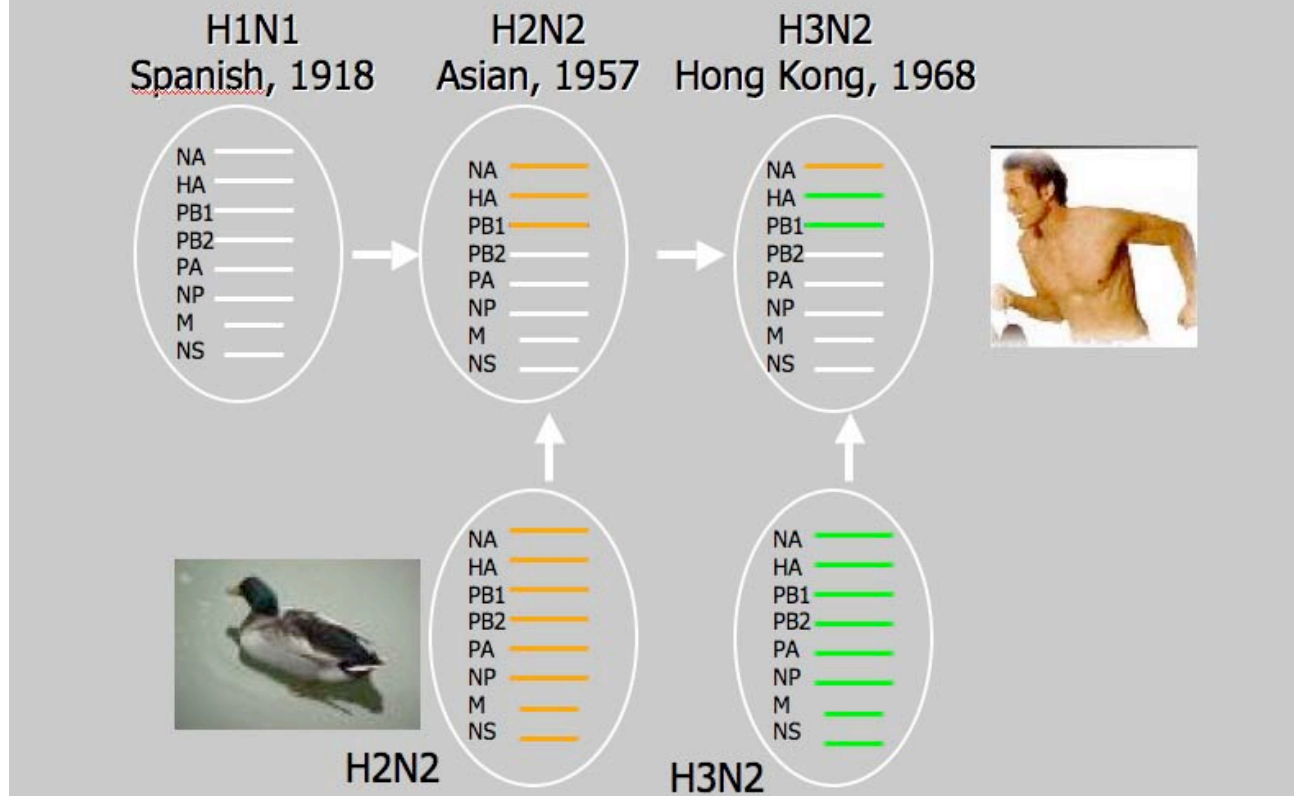 H1N1
Spanish, 1918
H2N2
Asian, 1957
H3N2
Hong Kong, 1968
NA
HA
PB1
PB2
PA
NP
M
NS
NA
HA
PB1
PB2
PA
NP
M
NS
NA
HA
PB1
PB2
PA
NP
M
NS
NA
HA
PB1
PB2
PA
NP
M
NS
H2N2
NA
HA
PB1
PB2
PA
NP
M
NS
H3N2